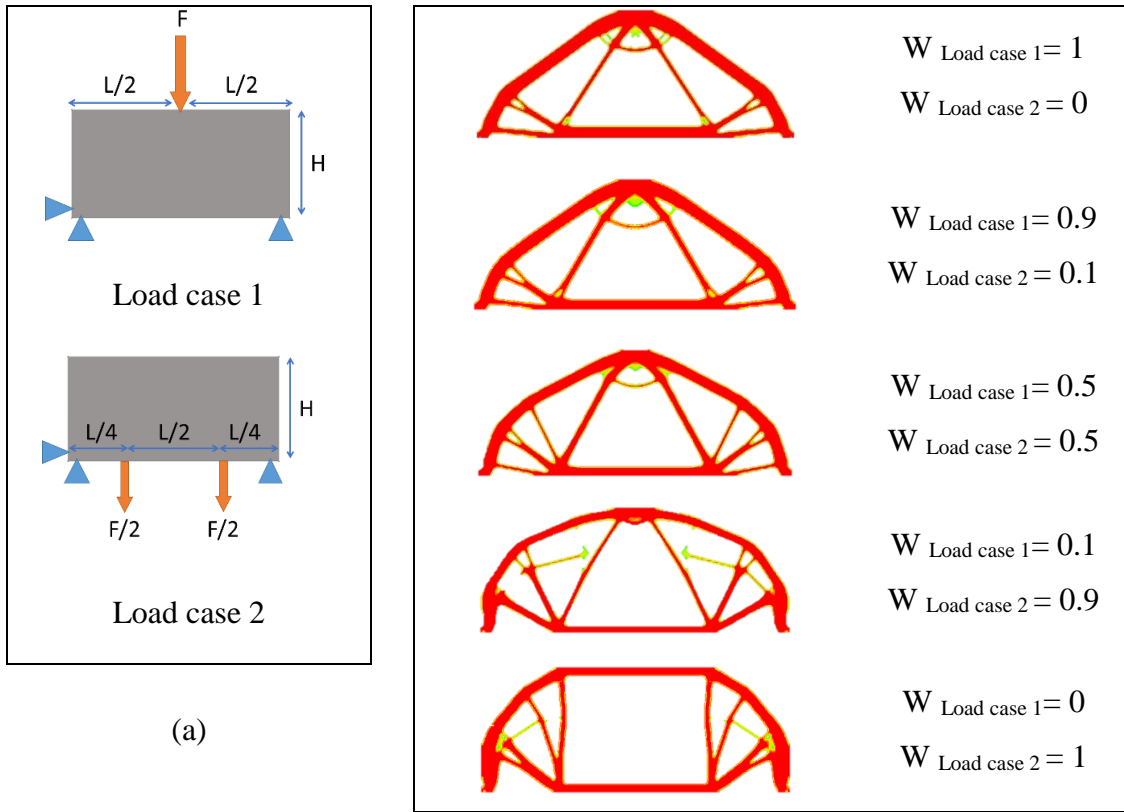 F
L/2 L/2
H
Load case 1
H
L/4 L/2 L/4
F/2 F/2
Load case 2
(a)
W Load case 1= 1
W Load case 2 = 0
W Load case 1= 0.9
W Load case 2 = 0.1
W Load case 1= 0.5
W Load case 2 = 0.5
W Load case 1= 0.1
W Load case 2 = 0.9
W Load case 1= 0
W Load case 2 = 1